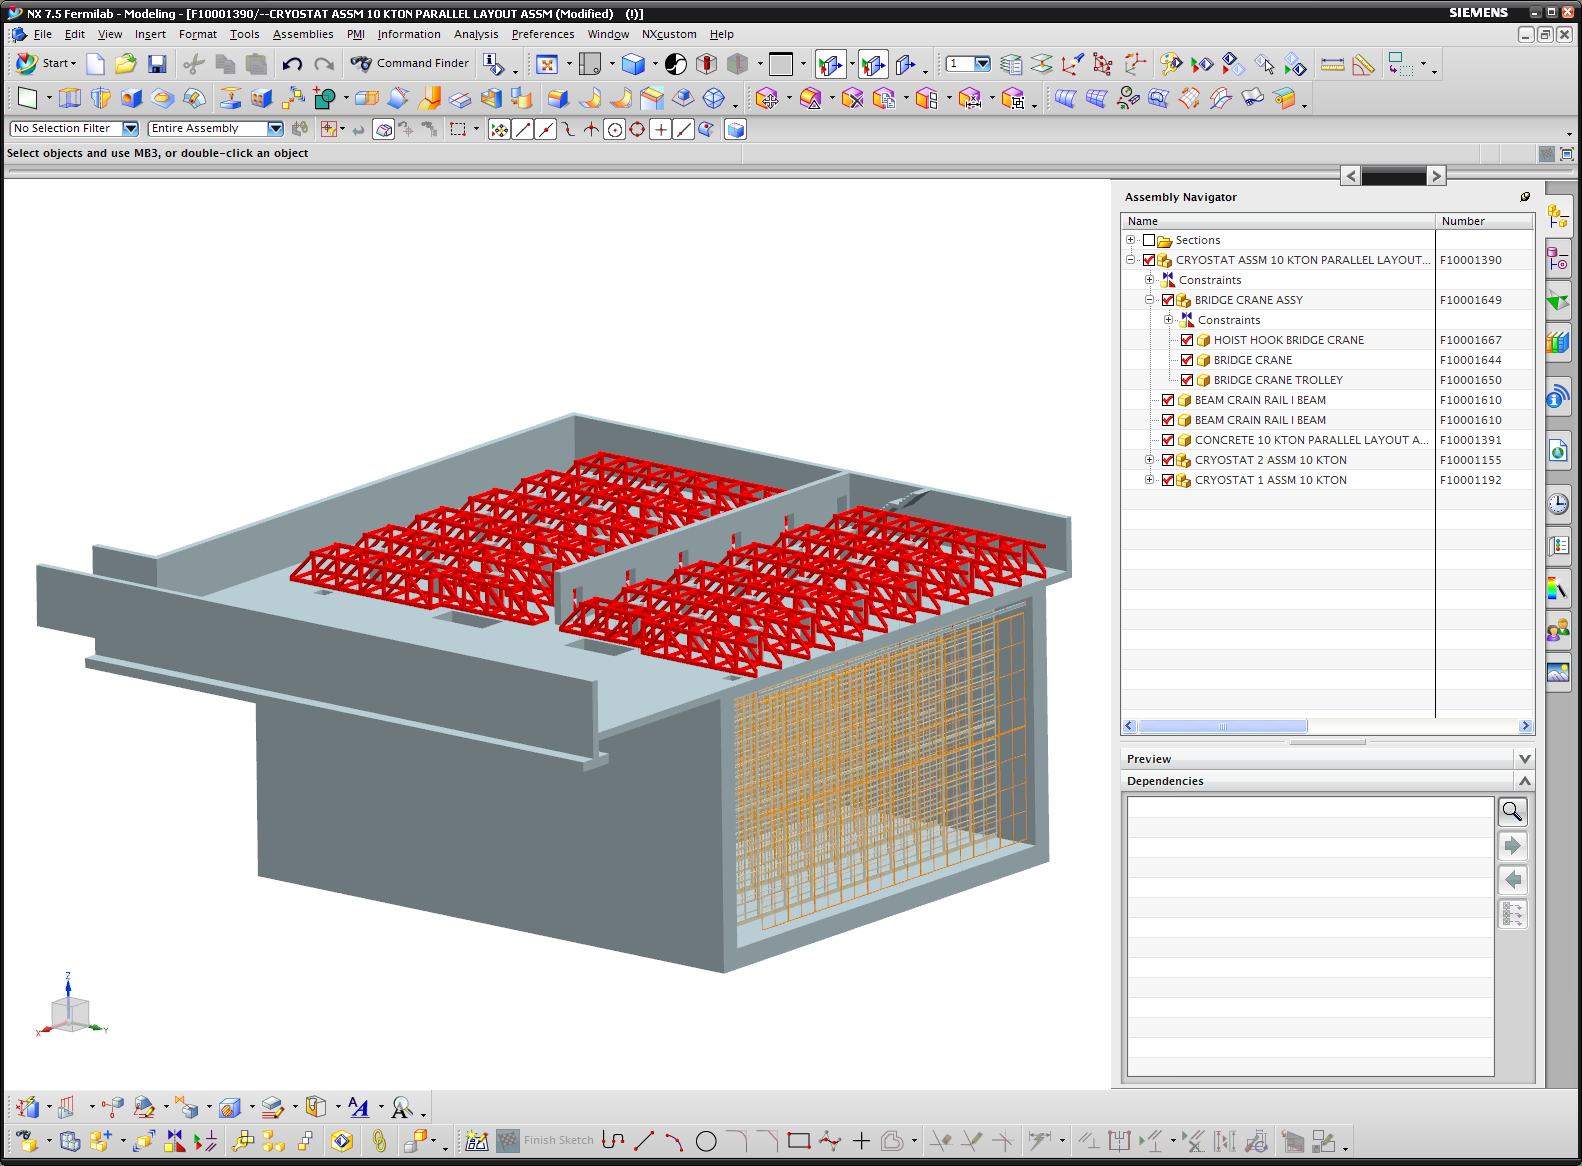 NX 7.5 Fermilab - Modeling - [F10001390/--CRYOSTAT ASSM 10 KTON PARALLEL LAYOUT ASSM (Modified) (!)]
SIEMENS
File Edit View Insert Format Tools Assemblies PMI Information Analysis Preferences Window NXcustom Help
Start
Command Finder
1
No Selection Filter
Entire Assembly
Select objects and use MB3, or double-click an object
Assembly Navigator
Name Number
Sections
CRYOSTAT ASSM 10 KTON PARALLEL LAYOUT... F10001390
Constraints
BRIDGE CRANE ASSY F10001649
Constraints
HOIST HOOK BRIDGE CRANE F10001667
BRIDGE CRANE F10001644
BRIDGE CRANE TROLLEY F10001650
BEAM CRAIN RAIL I BEAM F10001610
BEAM CRAIN RAIL I BEAM F10001610
CONCRETE 10 KTON PARALLEL LAYOUT A... F10001391
CRYOSTAT 2 ASSM 10 KTON F10001155
CRYOSTAT 1 ASSM 10 KTON F10001192
Preview
Dependencies
Z
X
Y
Finish Sketch